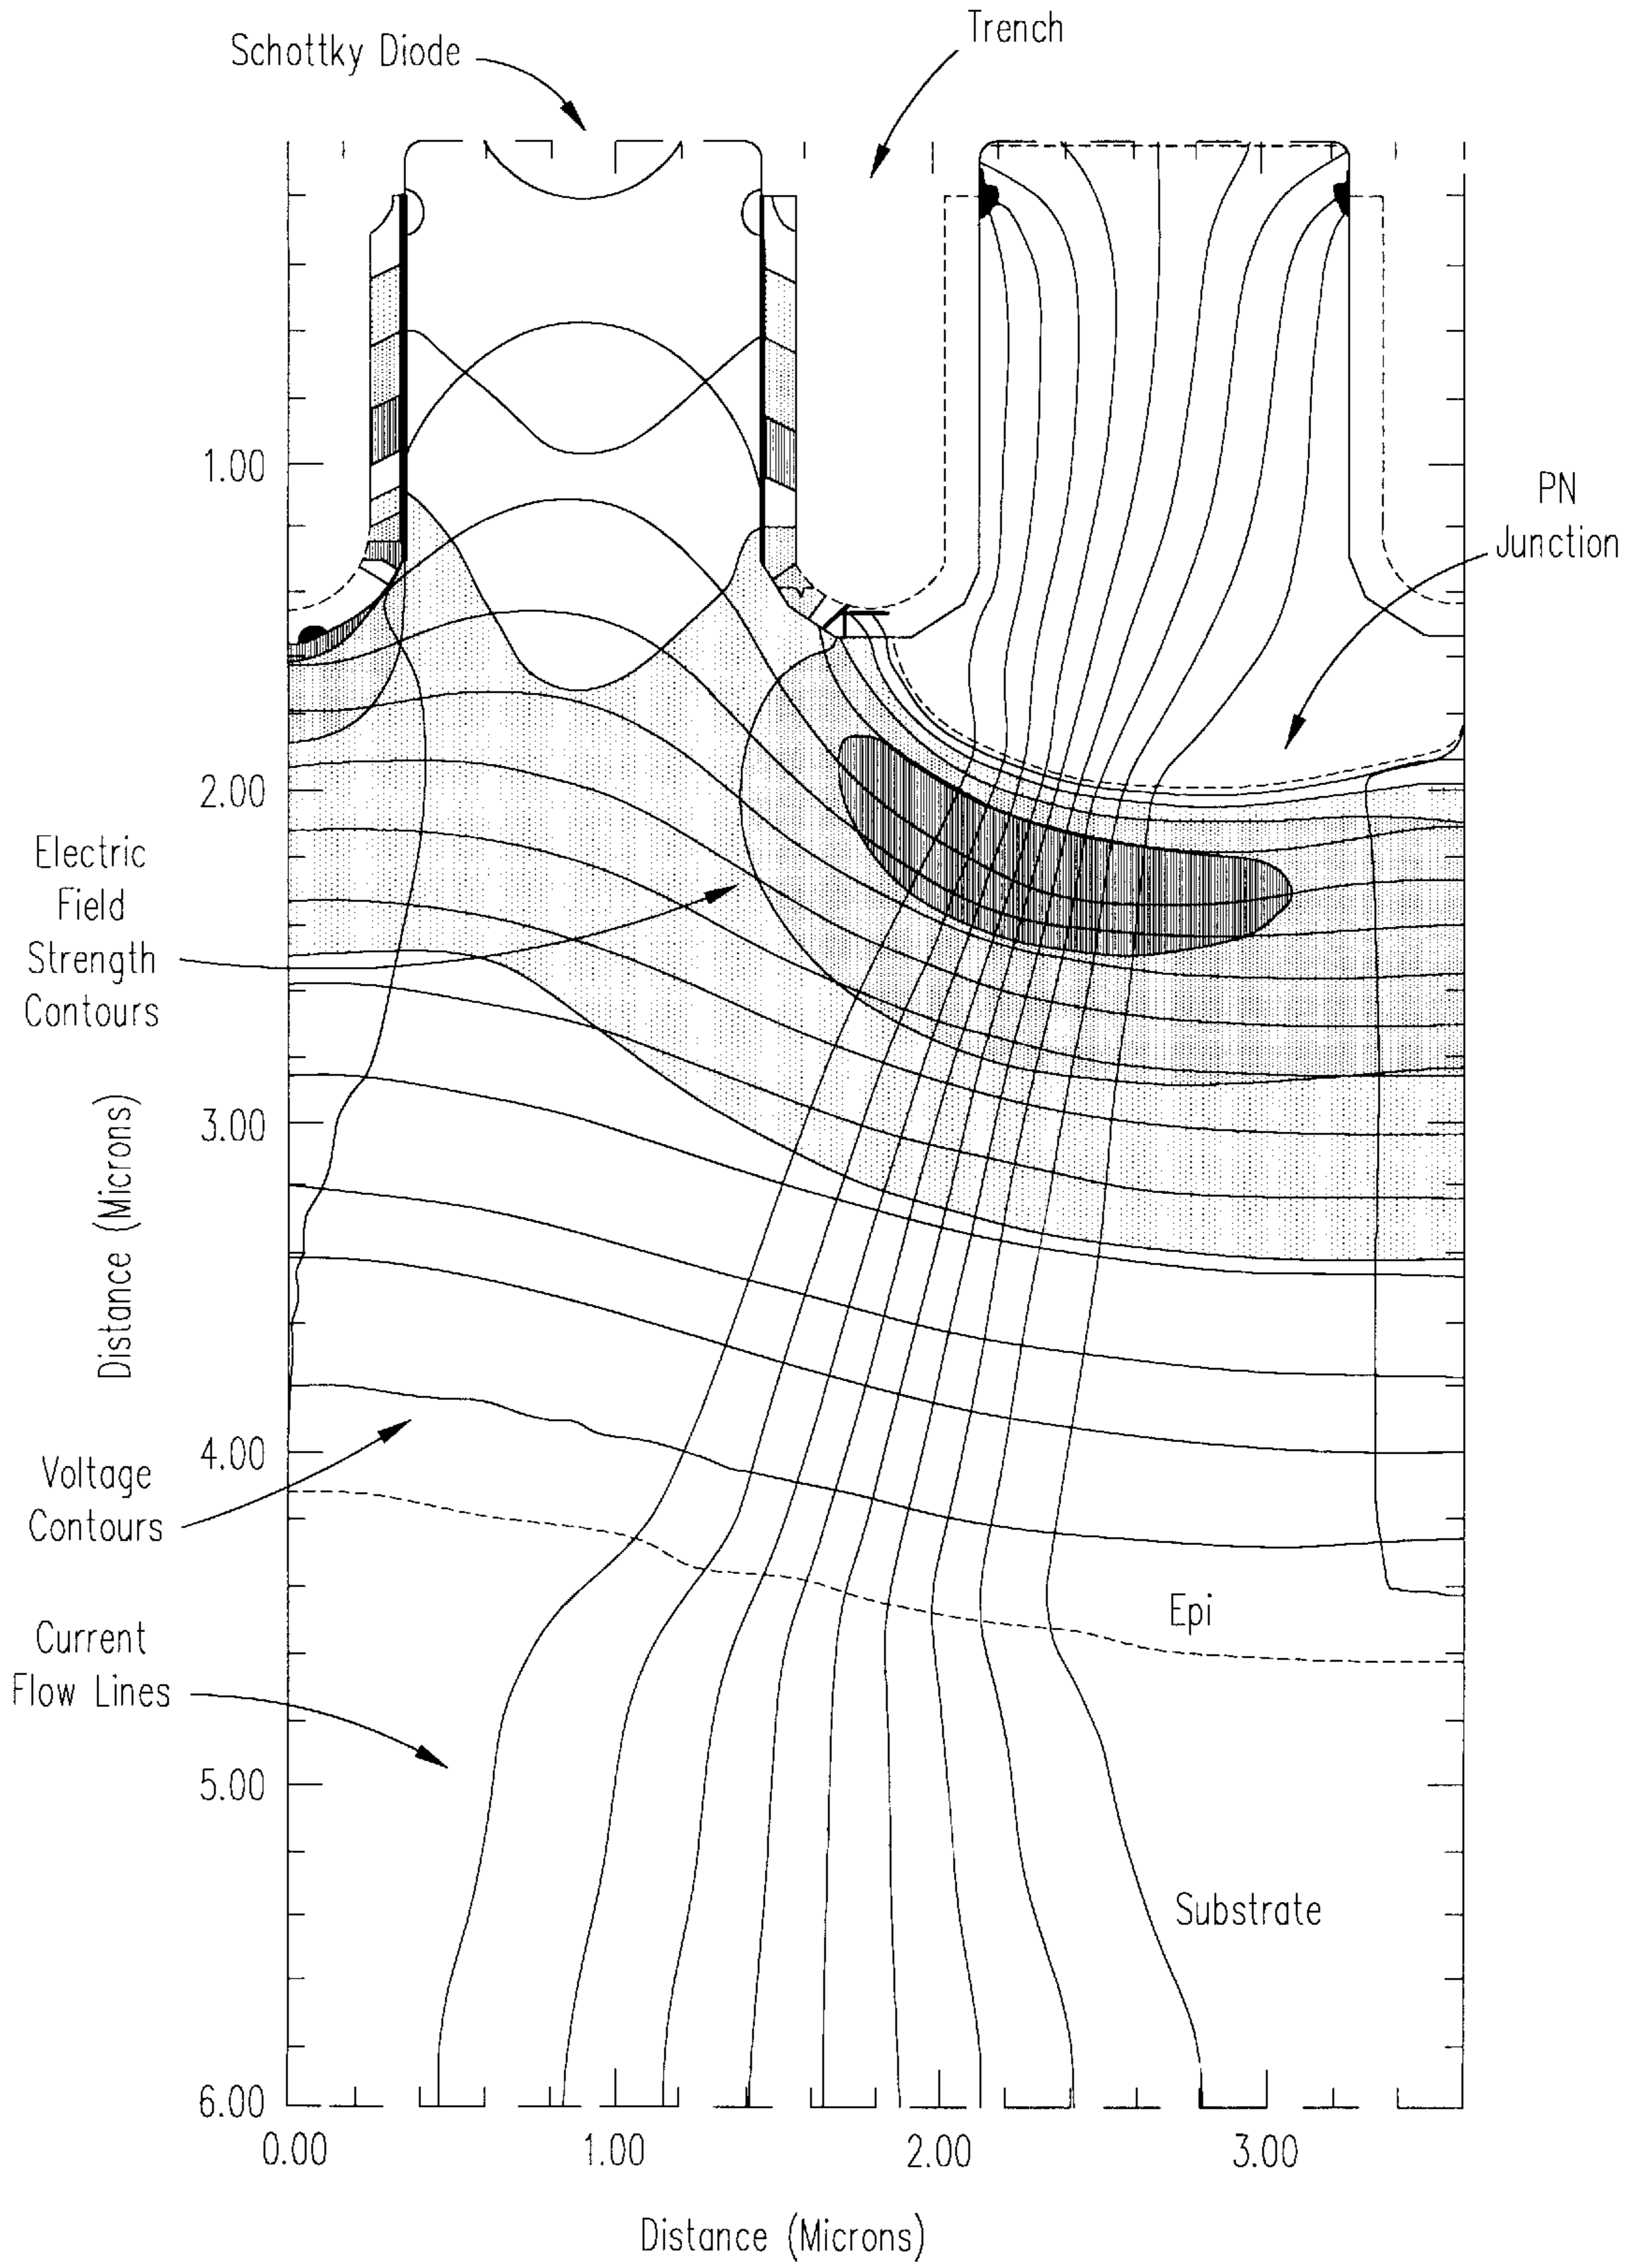 Schottky Diode
Trench
PN
Junction
1.00
2.00
Electric
Field
Strength
Contours
3.00
Distance (Microns)
4.00
Voltage
Contours
Epi
Current
Flow Lines
5.00
Substrate
6.00
0.00
1.00
2.00
3.00
Distance (Microns)